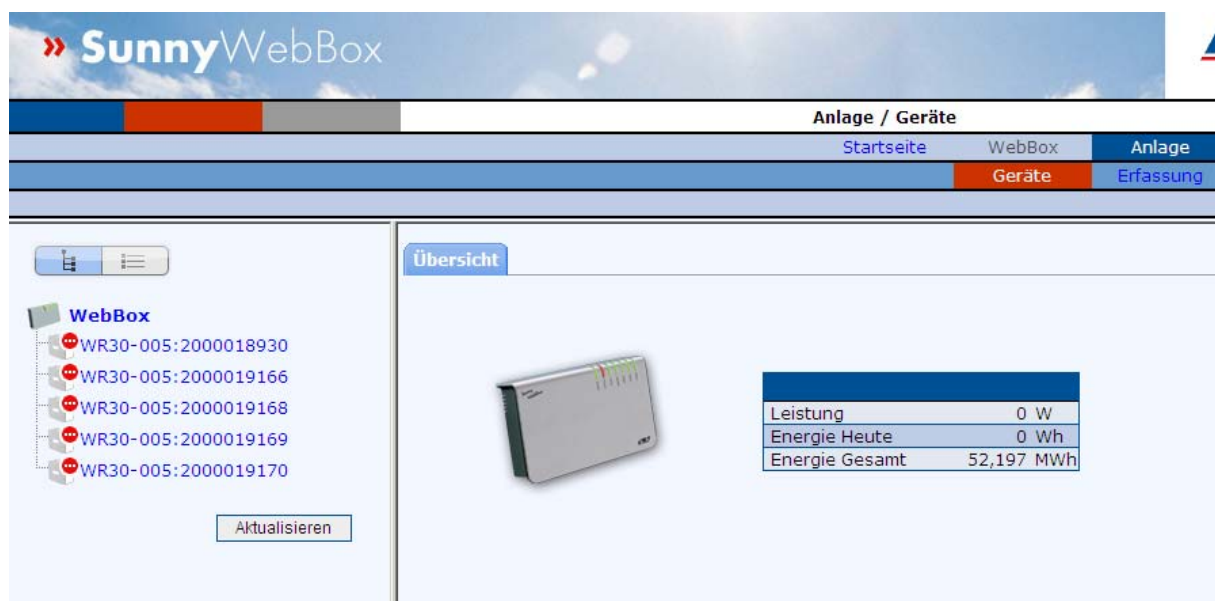 » SunnyWebBox
Anlage / Geräte
Startseite WebBox Anlage
Geräte Erfassung
Übersicht
WebBox
WR30-005:2000018930
WR30-005:2000019166
WR30-005:2000019168
WR30-005:2000019169
WR30-005:2000019170
Aktualisieren
Leistung 0 W
Energie Heute 0 Wh
Energie Gesamt 52,197 MWh